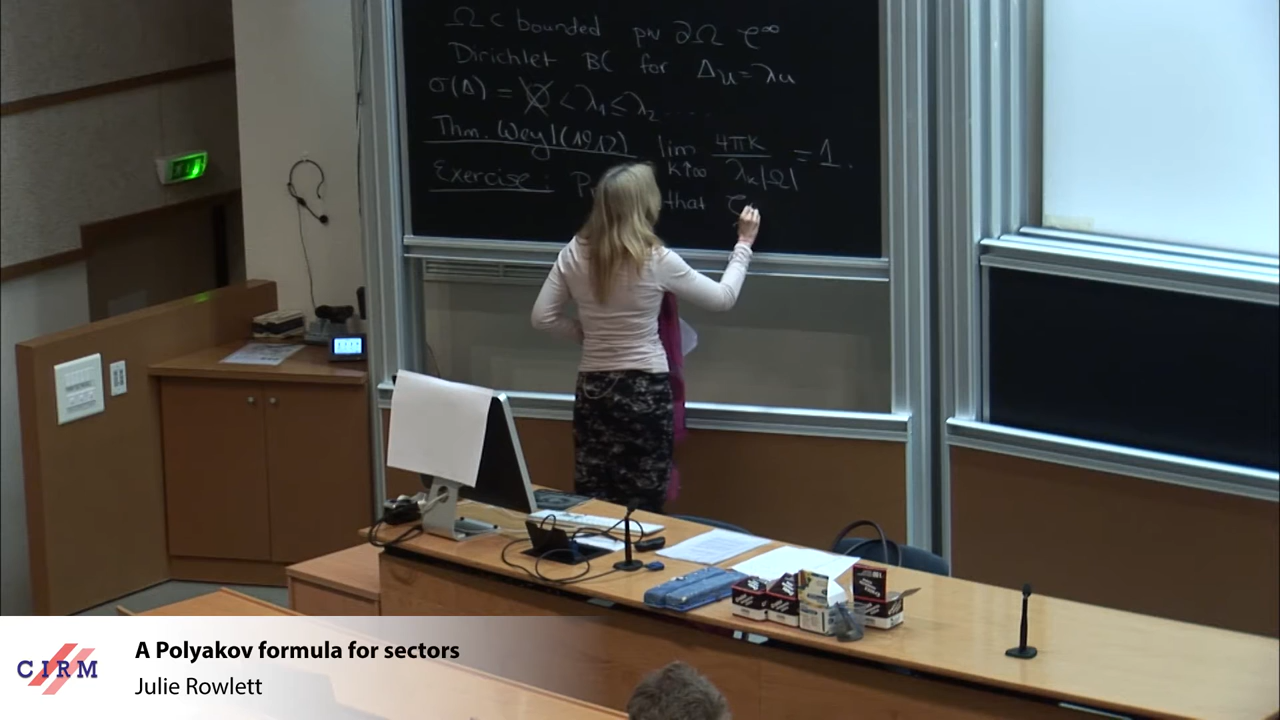 Ω ⊂ bounded pw ∂Ω C^∞
Dirichlet BC for Δu = λu
σ(Δ) = 0 < λ₁ ≤ λ₂ ....
Thm. Weyl (1912) lim k↑∞ 4πk / λₖ|Ω| = 1.
Exercise: that
CIRM
A Polyakov formula for sectors
Julie Rowlett